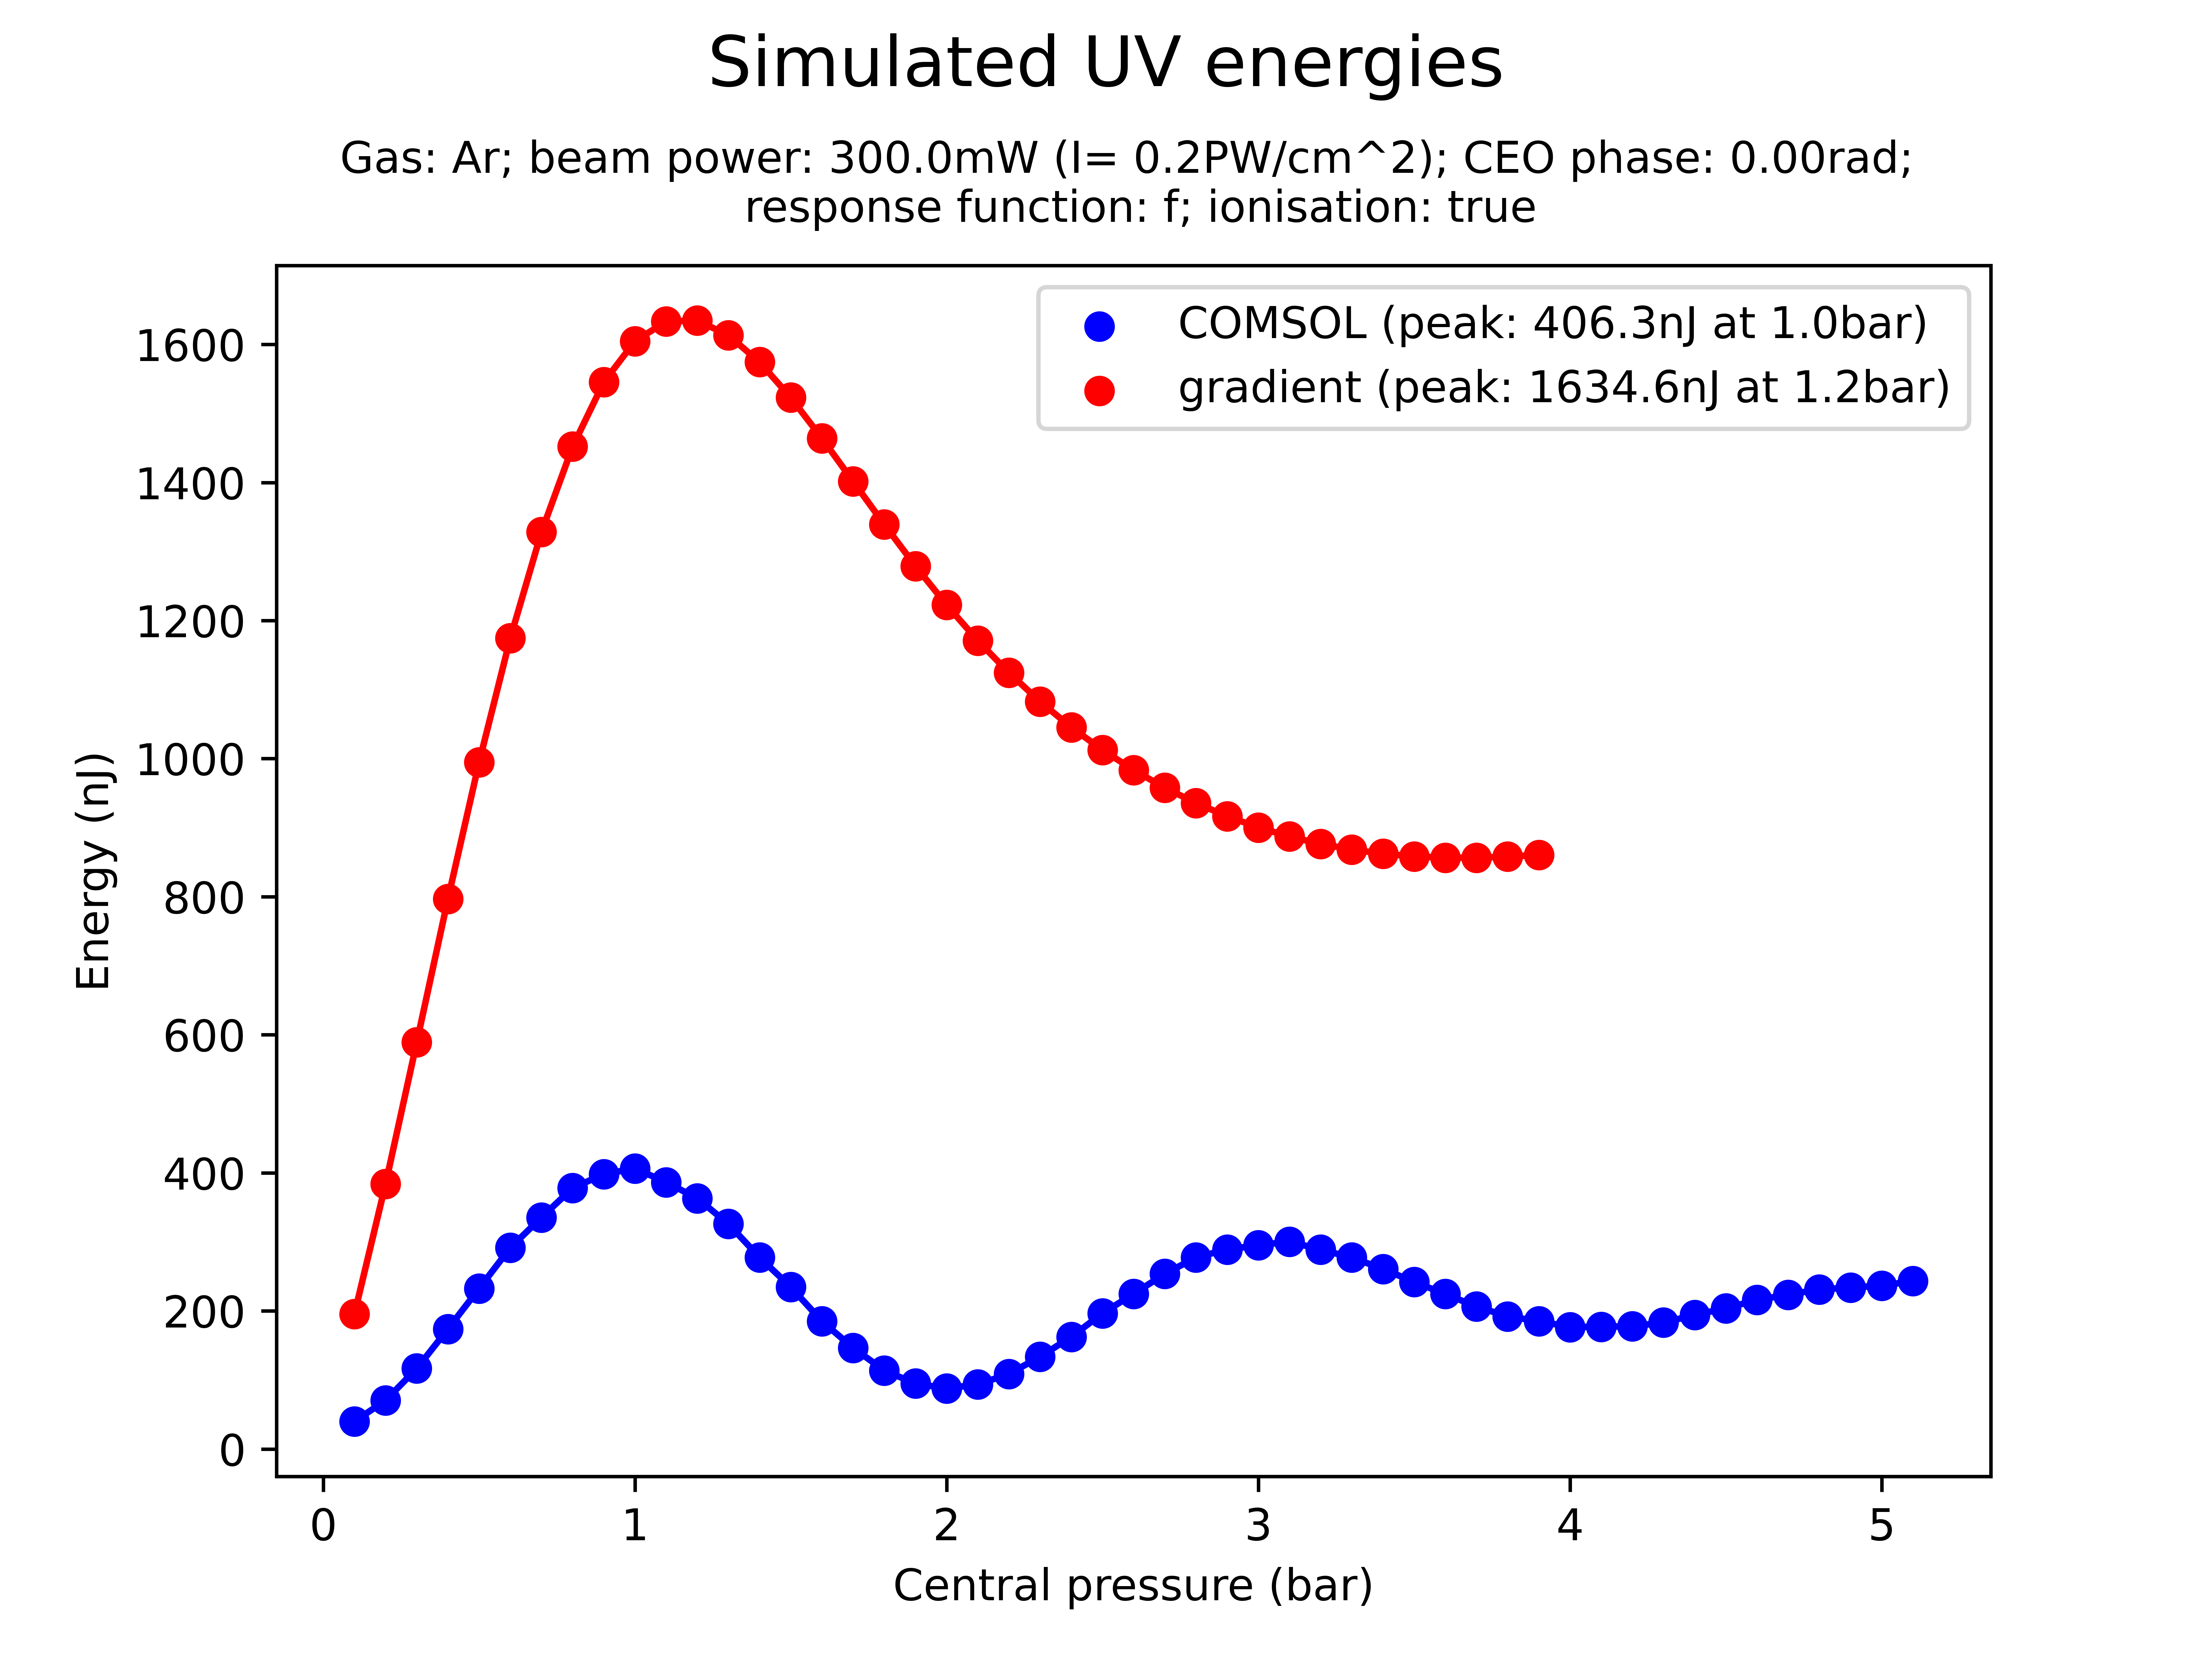 Simulated UV energies
Gas: Ar; beam power: 300.0mW (I= 0.2PW/cm^2); CEO phase: 0.00rad;
response function: f; ionisation: true
COMSOL (peak: 406.3nJ at 1.0bar)
gradient (peak: 1634.6nJ at 1.2bar)
Energy (nJ)
1600
1400
1200
1000
800
600
400
200
0
0 1 2 3 4 5
Central pressure (bar)